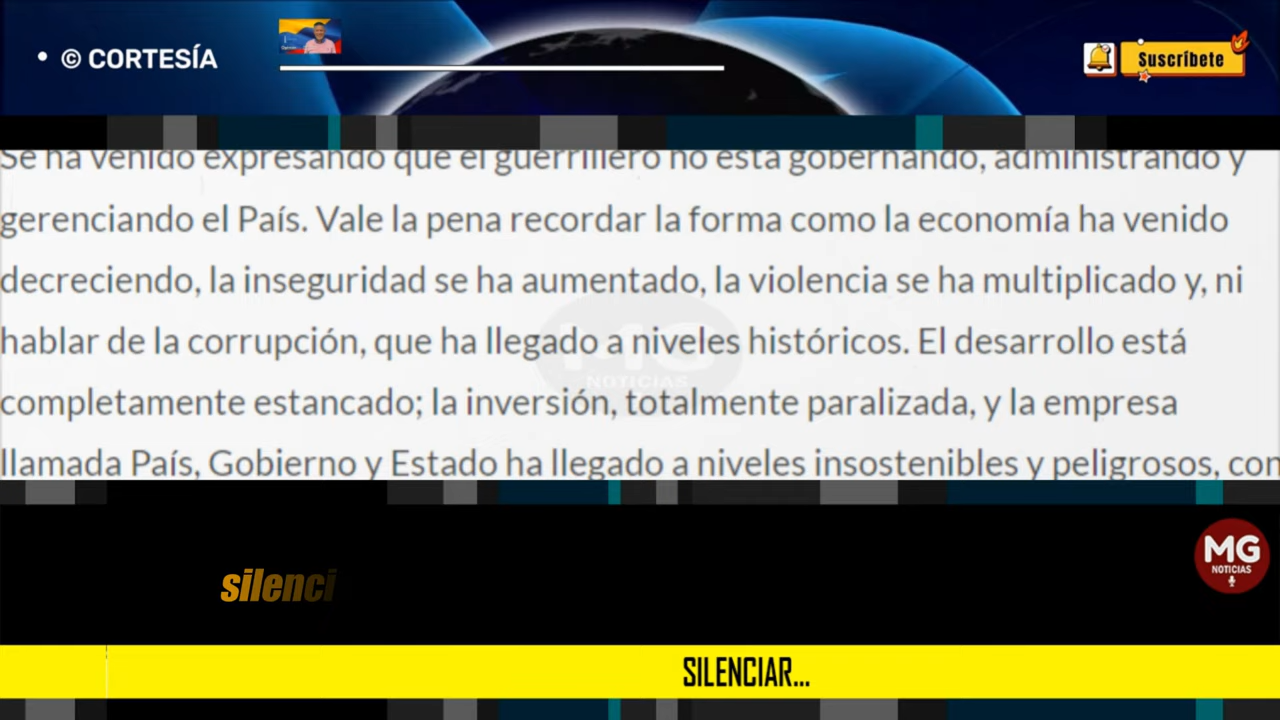 • © CORTESÍA
Suscríbete
Se ha venido expresando que el guerrillero no está gobernando, administrando y
gerenciando el País. Vale la pena recordar la forma como la economía ha venido
decreciendo, la inseguridad se ha aumentado, la violencia se ha multiplicado y, ni
hablar de la corrupción, que ha llegado a niveles históricos. El desarrollo está
completamente estancado; la inversión, totalmente paralizada, y la empresa
llamada País, Gobierno y Estado ha llegado a niveles insostenibles y peligrosos, con
MG
NOTICIAS
MG
NOTICIAS
silenci
SILENCIAR...